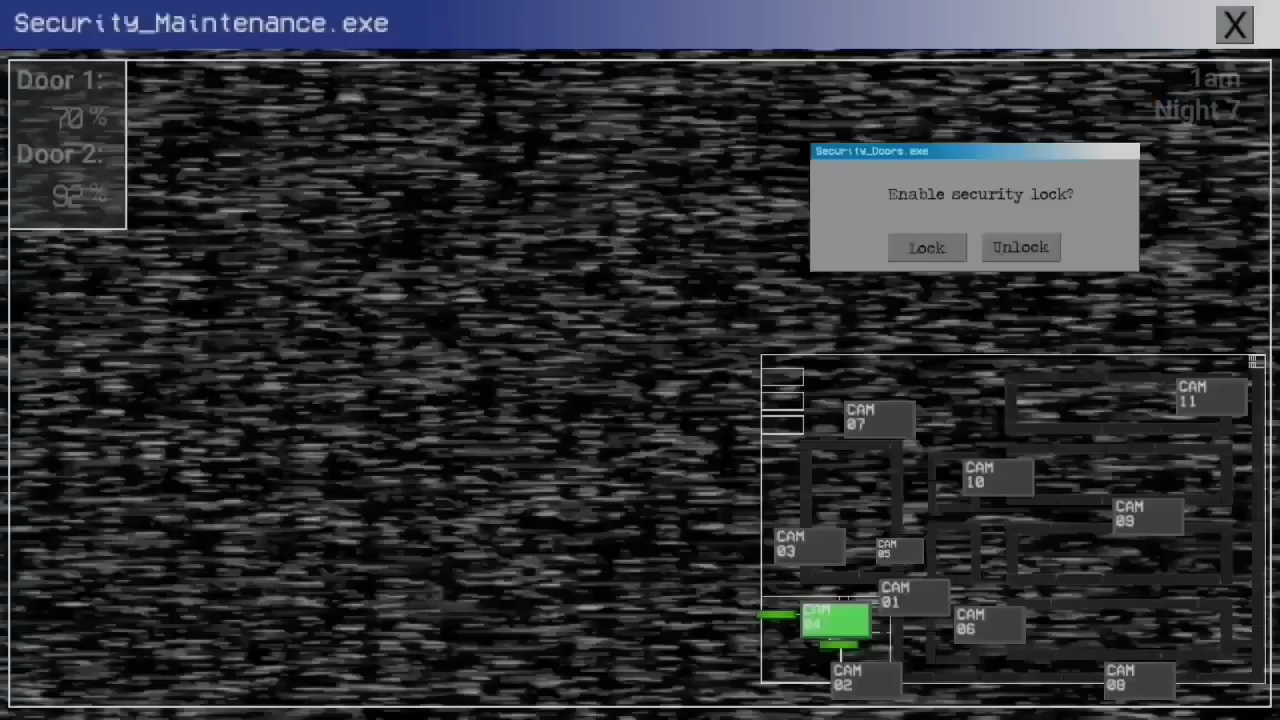 Security_Maintenance.exe
X
Door 1:
70%
Door 2:
92%
1am
Night 7
Security_Doors.exe
Enable security lock?
Lock
Unlock
CAM
11
CAM
07
CAM
10
CAM
09
CAM
03
CAM
05
CAM
01
CAM
04
CAM
06
CAM
02
CAM
08